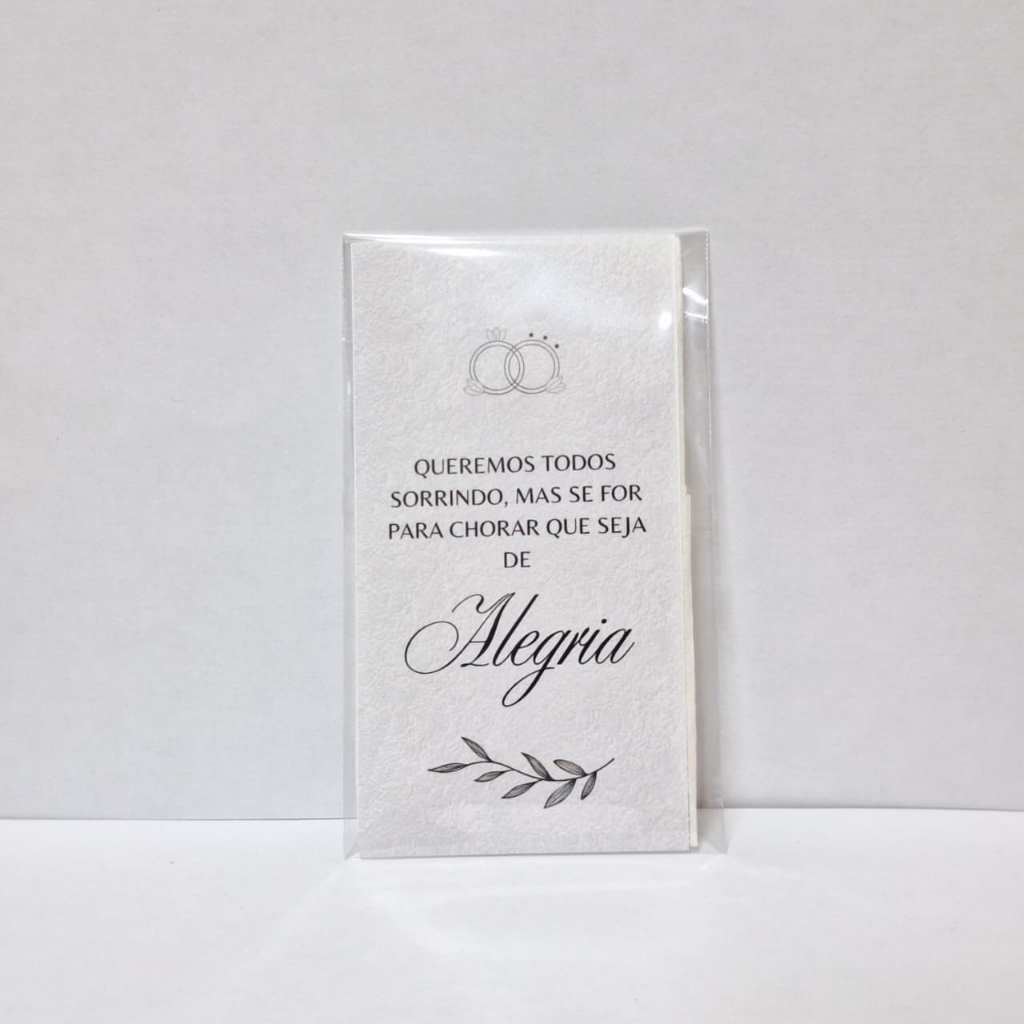 QUEREMOS TODOS
SORRINDO, MAS SE FOR
PARA CHORAR QUE SEJA
DE
Alegria